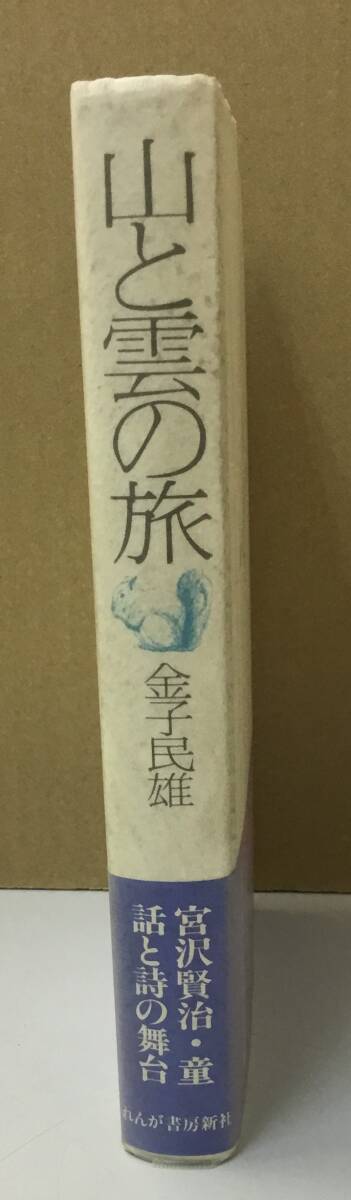 山と雲の旅
金子民雄
宮沢賢治・童
話と詩の舞台
れんが書房新社